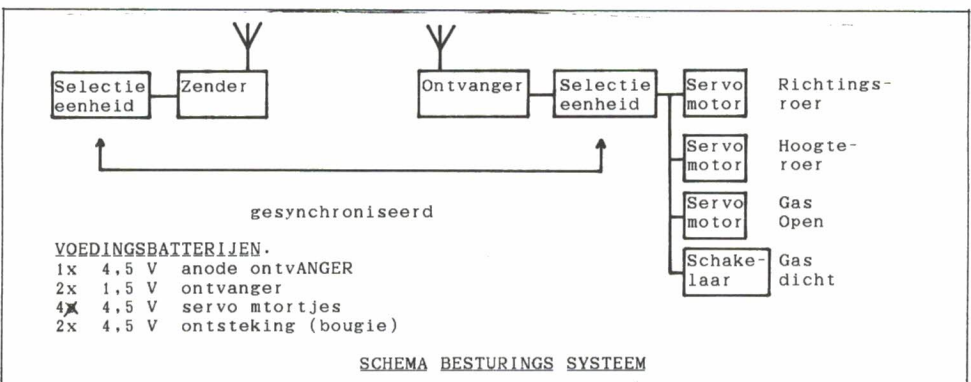 Selectie
eenheid
Zender
Ontvanger
Selectie
eenheid
Servo
motor
Richtings-
roer
Servo
motor
Hoogte-
roer
Servo
motor
Gas
Open
Schake-
laar
Gas
dicht
gesynchroniseerd
VOEDINGSBATTERIJEN.
1x 4,5 V anode ontvANGER
2x 1,5 V ontvanger
4x 4,5 V servo mtortjes
2x 4,5 V ontsteking (bougie)
SCHEMA BESTURINGS SYSTEEM